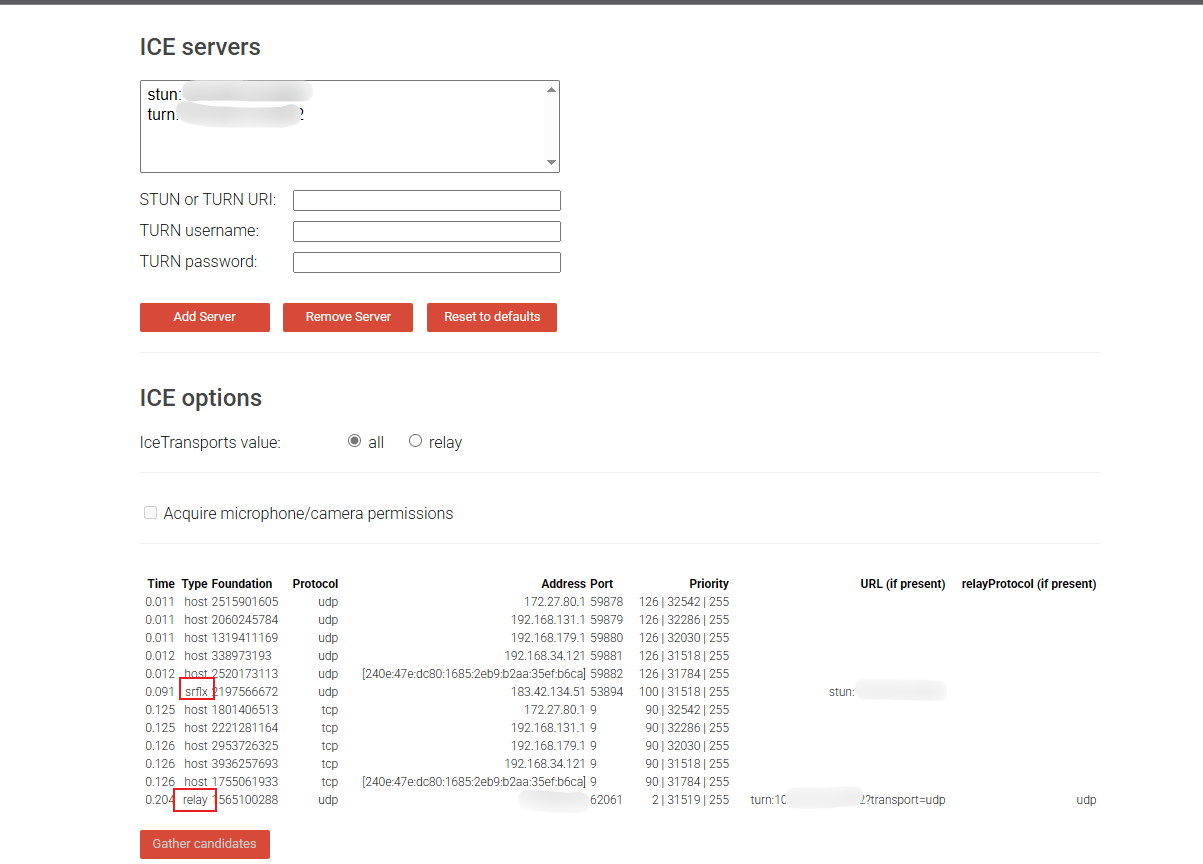 ICE servers
stun:
turn: 2
STUN or TURN URI:
TURN username:
TURN password:
Add Server Remove Server Reset to defaults
ICE options
IceTransports value: all relay
Acquire microphone/camera permissions
Time Type Foundation Protocol Address Port Priority URL (if present) relayProtocol (if present)
0.011 host 2515901605 udp 172.27.80.1 59878 126 | 32542 | 255
0.011 host 2060245784 udp 192.168.131.1 59879 126 | 32286 | 255
0.011 host 1319411169 udp 192.168.179.1 59880 126 | 32030 | 255
0.012 host 338973193 udp 192.168.34.121 59881 126 | 31518 | 255
0.012 host 2520173113 udp [240e:47e:dc80:1685:2eb9:b2aa:35ef:b6ca] 59882 126 | 31784 | 255
0.091 srflx 2197566672 udp 183.42.134.51 53894 100 | 31518 | 255 stun:
0.125 host 1801406513 tcp 172.27.80.1 9 90 | 32542 | 255
0.125 host 2221281164 tcp 192.168.131.1 9 90 | 32286 | 255
0.126 host 2953726325 tcp 192.168.179.1 9 90 | 32030 | 255
0.126 host 3936257693 tcp 192.168.34.121 9 90 | 31518 | 255
0.126 host 1755061933 tcp [240e:47e:dc80:1685:2eb9:b2aa:35ef:b6ca] 9 90 | 31784 | 255
0.204 relay 1565100288 udp 62061 2 | 31519 | 255 turn:10 2?transport=udp udp
Gather candidates